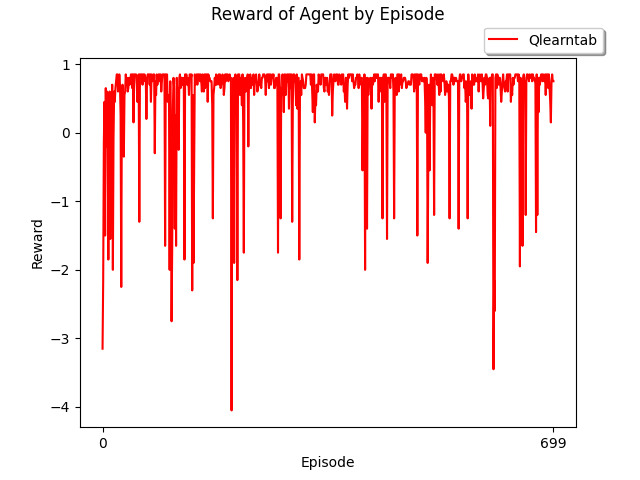 Reward of Agent by Episode
Qlearntab
1
0
−1
−2
−3
−4
Reward
0
699
Episode